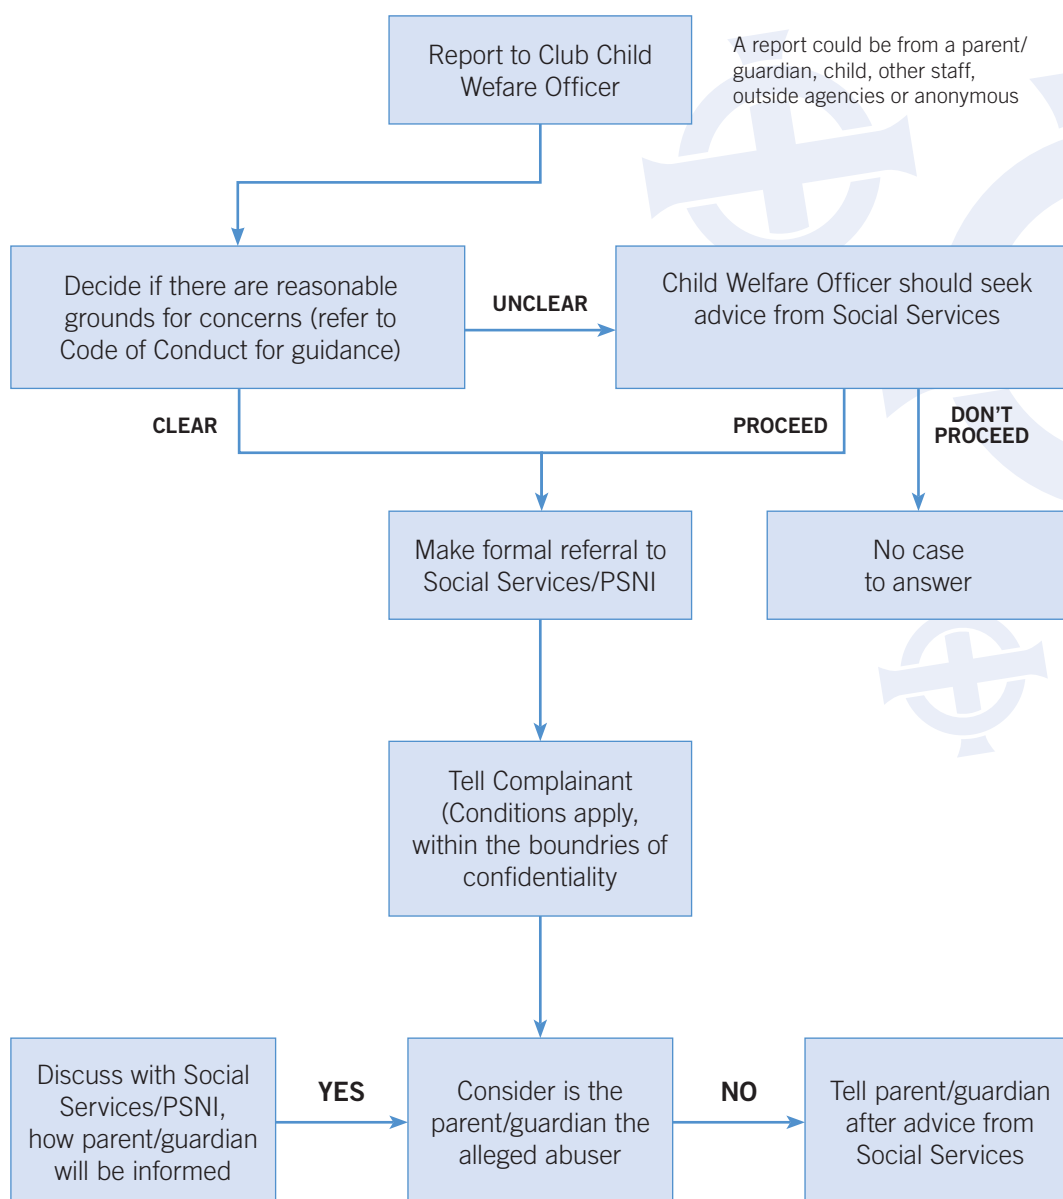 Report to Club Child
Wefare Officer
A report could be from a parent/
guardian, child, other staff,
outside agencies or anonymous
Decide if there are reasonable
grounds for concerns (refer to
Code of Conduct for guidance)
UNCLEAR
Child Welfare Officer should seek
advice from Social Services
CLEAR
PROCEED
DON'T
PROCEED
Make formal referral to
Social Services/PSNI
No case
to answer
Tell Complainant
(Conditions apply,
within the boundries of
confidentiality
Discuss with Social
Services/PSNI,
how parent/guardian
will be informed
YES
Consider is the
parent/guardian the
alleged abuser
NO
Tell parent/guardian
after advice from
Social Services